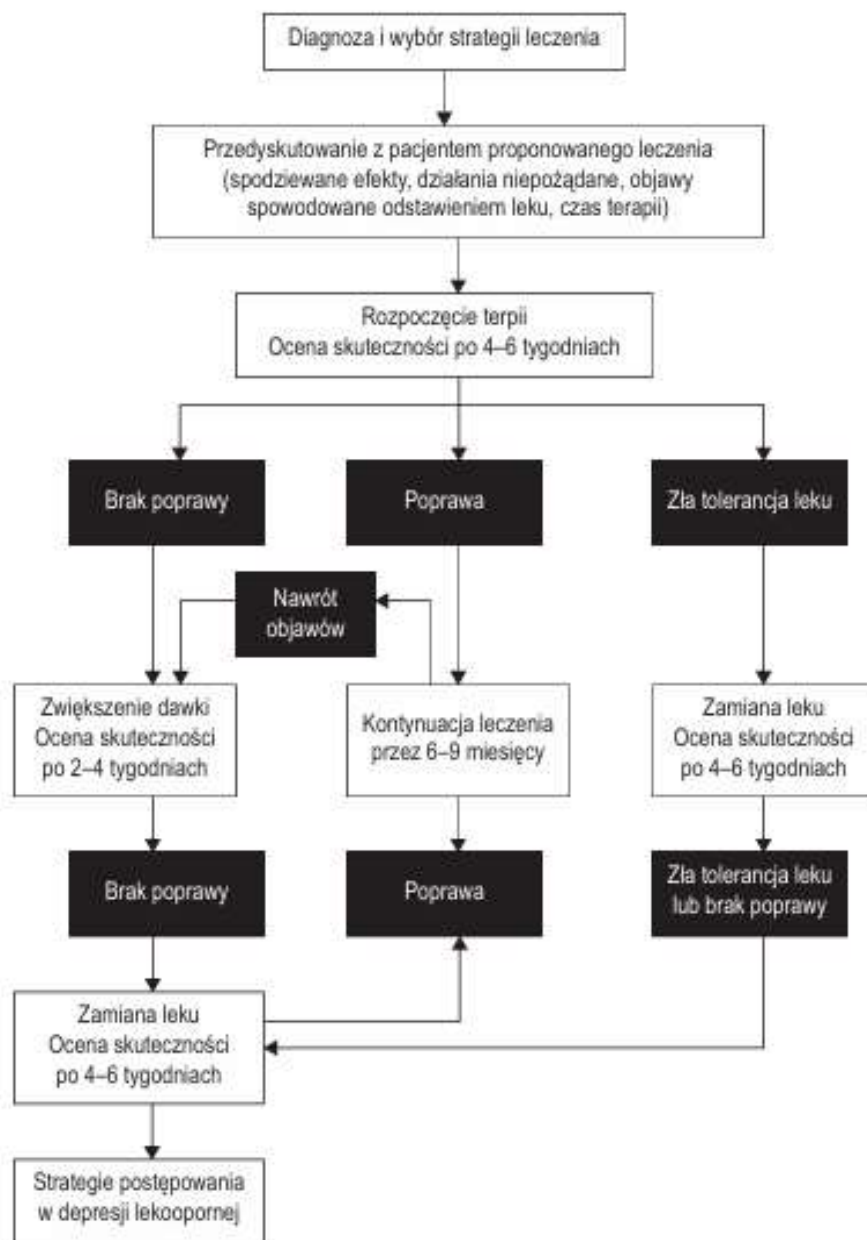 Diagnoza i wybór strategii leczenia
Przedyskutowanie z pacjentem proponowanego leczenia
(spodziewane efekty, działania niepożądane, objawy
spowodowane odstawieniem leku, czas terapii)
Rozpoczęcie terpii
Ocena skuteczności po 4–6 tygodniach
Brak poprawy
Poprawa
Zła tolerancja leku
Nawrót
objawów
Zwiększenie dawki
Ocena skuteczności
po 2–4 tygodniach
Kontynuacja leczenia
przez 6–9 miesięcy
Zamiana leku
Ocena skuteczności
po 4–6 tygodniach
Brak poprawy
Poprawa
Zła tolerancja leku
lub brak poprawy
Zamiana leku
Ocena skuteczności
po 4–6 tygodniach
Strategie postępowania
w depresji lekoopornej